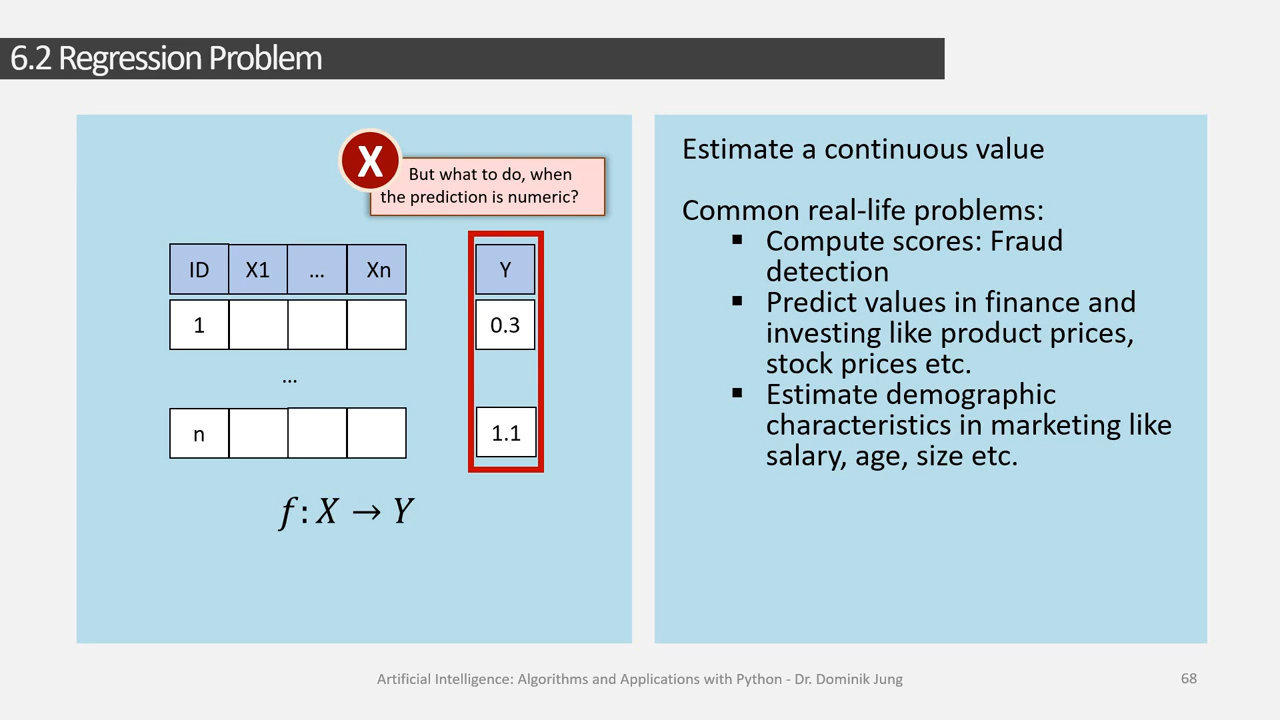 6.2 Regression Problem
X
But what to do, when
the prediction is numeric?
ID X1 ... Xn Y
1 0.3
...
n 1.1
f: X → Y
Estimate a continuous value
Common real-life problems:
▪ Compute scores: Fraud
detection
▪ Predict values in finance and
investing like product prices,
stock prices etc.
▪ Estimate demographic
characteristics in marketing like
salary, age, size etc.
Artificial Intelligence: Algorithms and Applications with Python - Dr. Dominik Jung
68